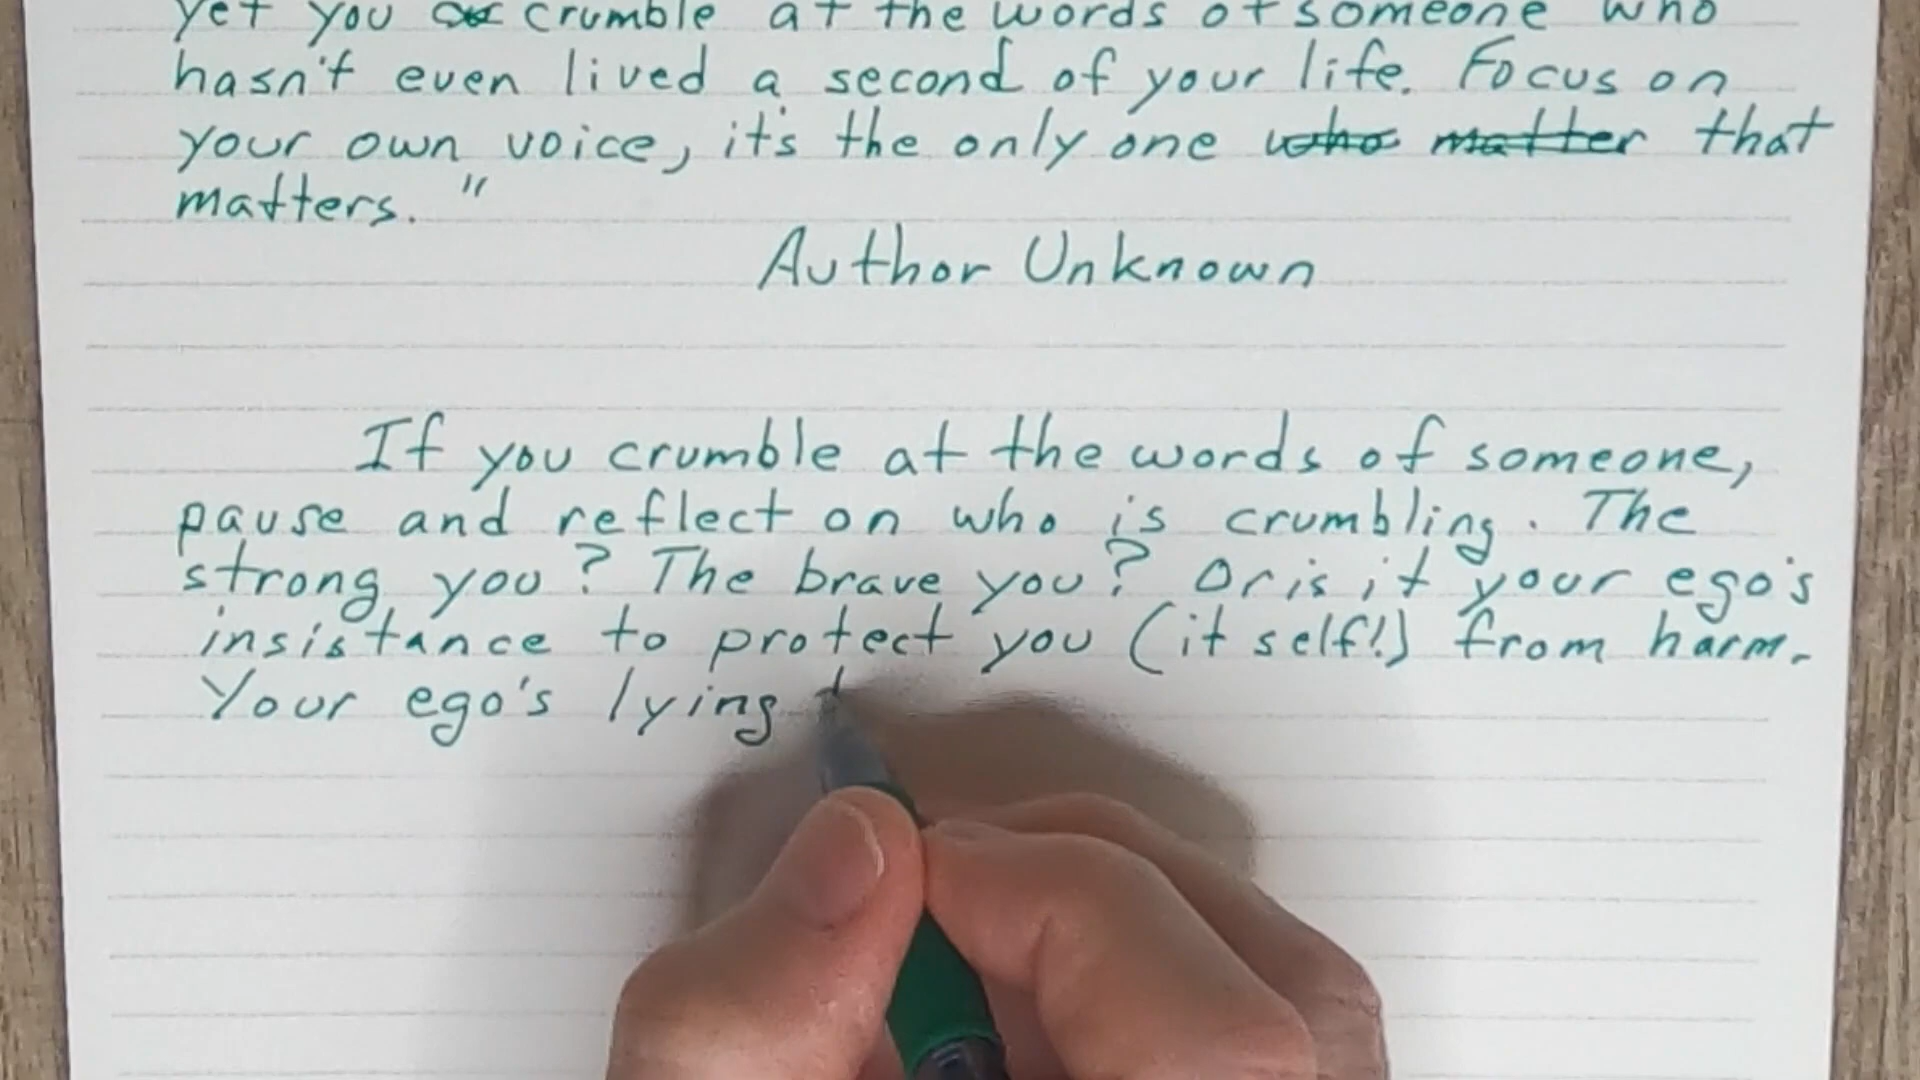 yet you crumble at the words of someone who
hasn't even lived a second of your life. Focus on
your own voice, it's the only one who matter that
matters."
Author Unknown
If you crumble at the words of someone,
pause and reflect on who is crumbling. The
strong you? The brave you? Or is it your ego's
insistance to protect you (it self!) from harm.
Your ego's lying t